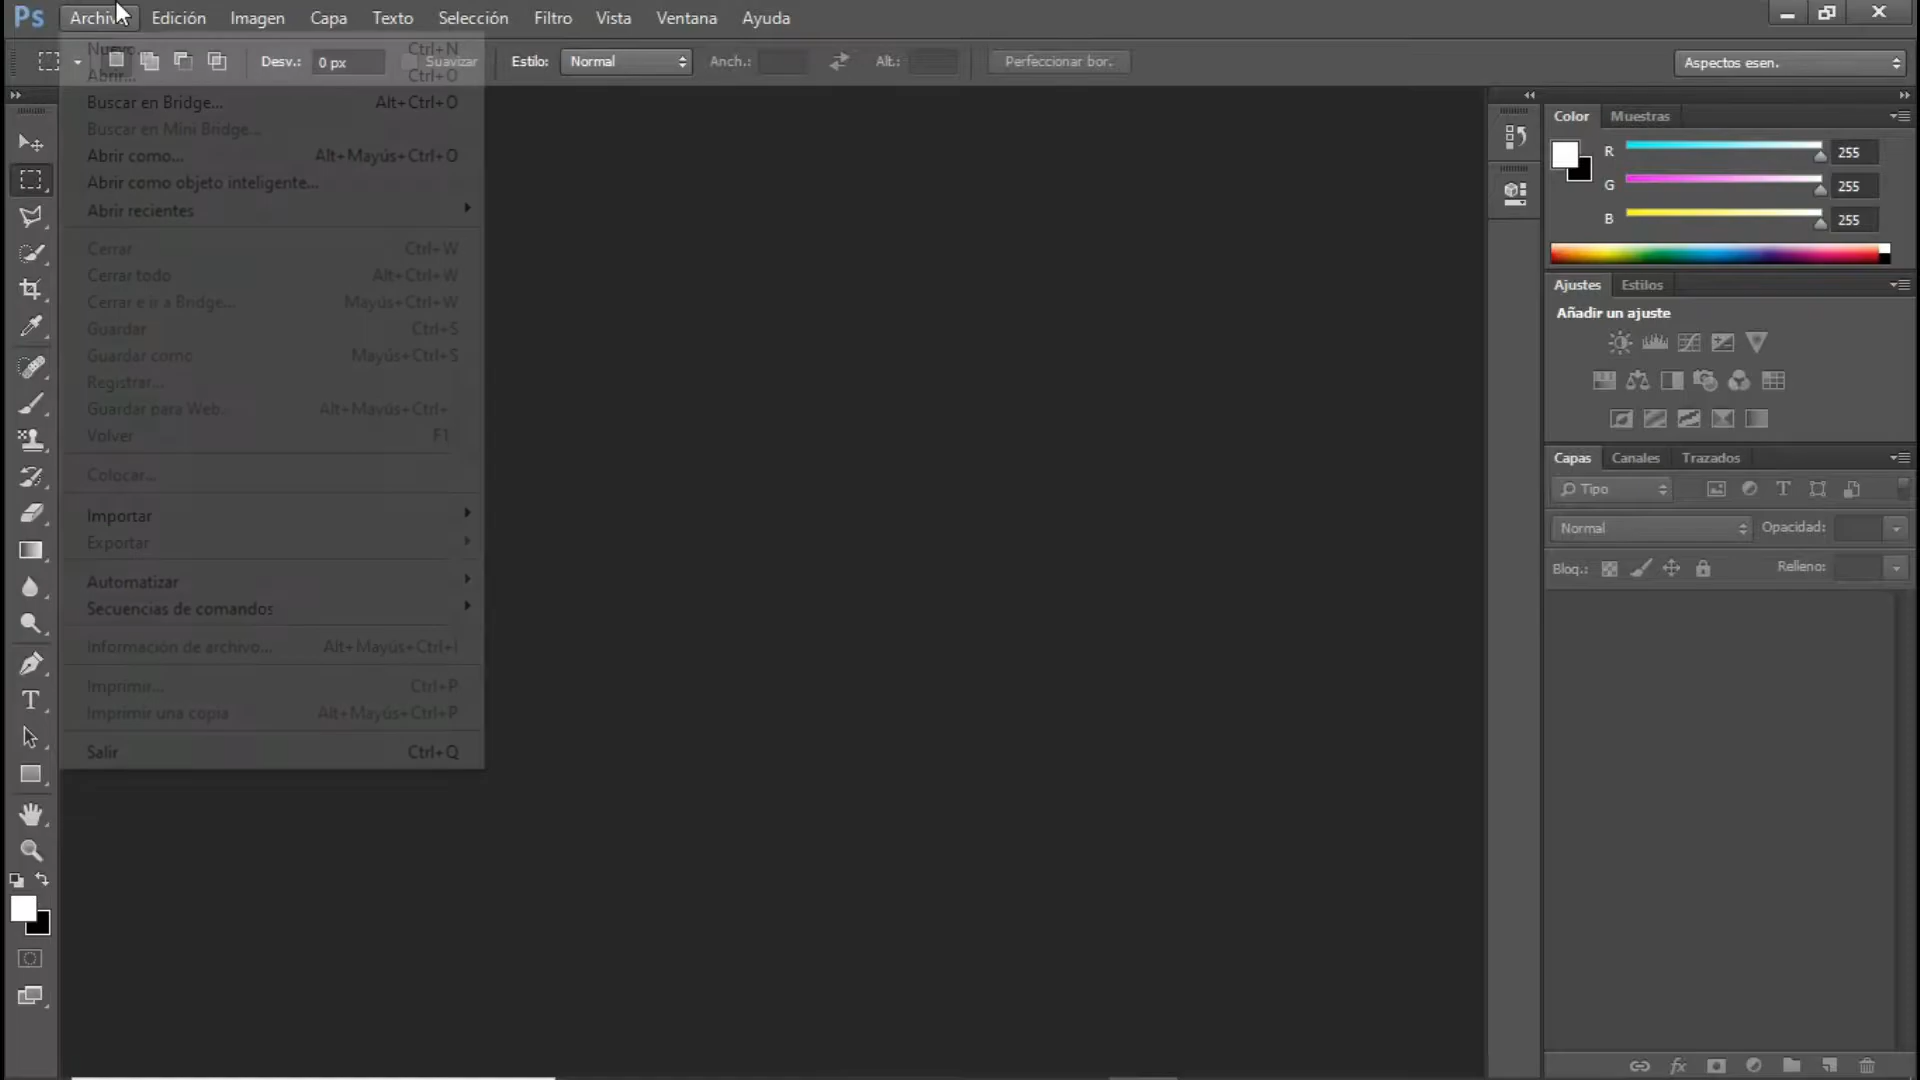 Ps Archivo Edición Imagen Capa Texto Selección Filtro Vista Ventana Ayuda
Desv.: 0 px Suavizar Estilo: Normal Anch.: Alt.: Perfeccionar bor. Aspectos esen.
Nuevo... Ctrl+N
Abrir... Ctrl+O
Buscar en Bridge... Alt+Ctrl+O
Buscar en Mini Bridge...
Abrir como... Alt+Mayús+Ctrl+O
Abrir como objeto inteligente...
Abrir recientes
Cerrar Ctrl+W
Cerrar todo Alt+Ctrl+W
Cerrar e ir a Bridge... Mayús+Ctrl+W
Guardar Ctrl+S
Guardar como Mayús+Ctrl+S
Registrar...
Guardar para Web.. Alt+Mayús+Ctrl+
Volver F1
Colocar...
Importar
Exportar
Automatizar
Secuencias de comandos
Información de archivo... Alt+Mayús+Ctrl+I
Imprimir... Ctrl+P
Imprimir una copia Alt+Mayús+Ctrl+P
Salir Ctrl+Q
Color Muestras
R 255
G 255
B 255
Ajustes Estilos
Añadir un ajuste
Capas Canales Trazados
Tipo
Normal Opacidad:
Bloq.: Relleno: